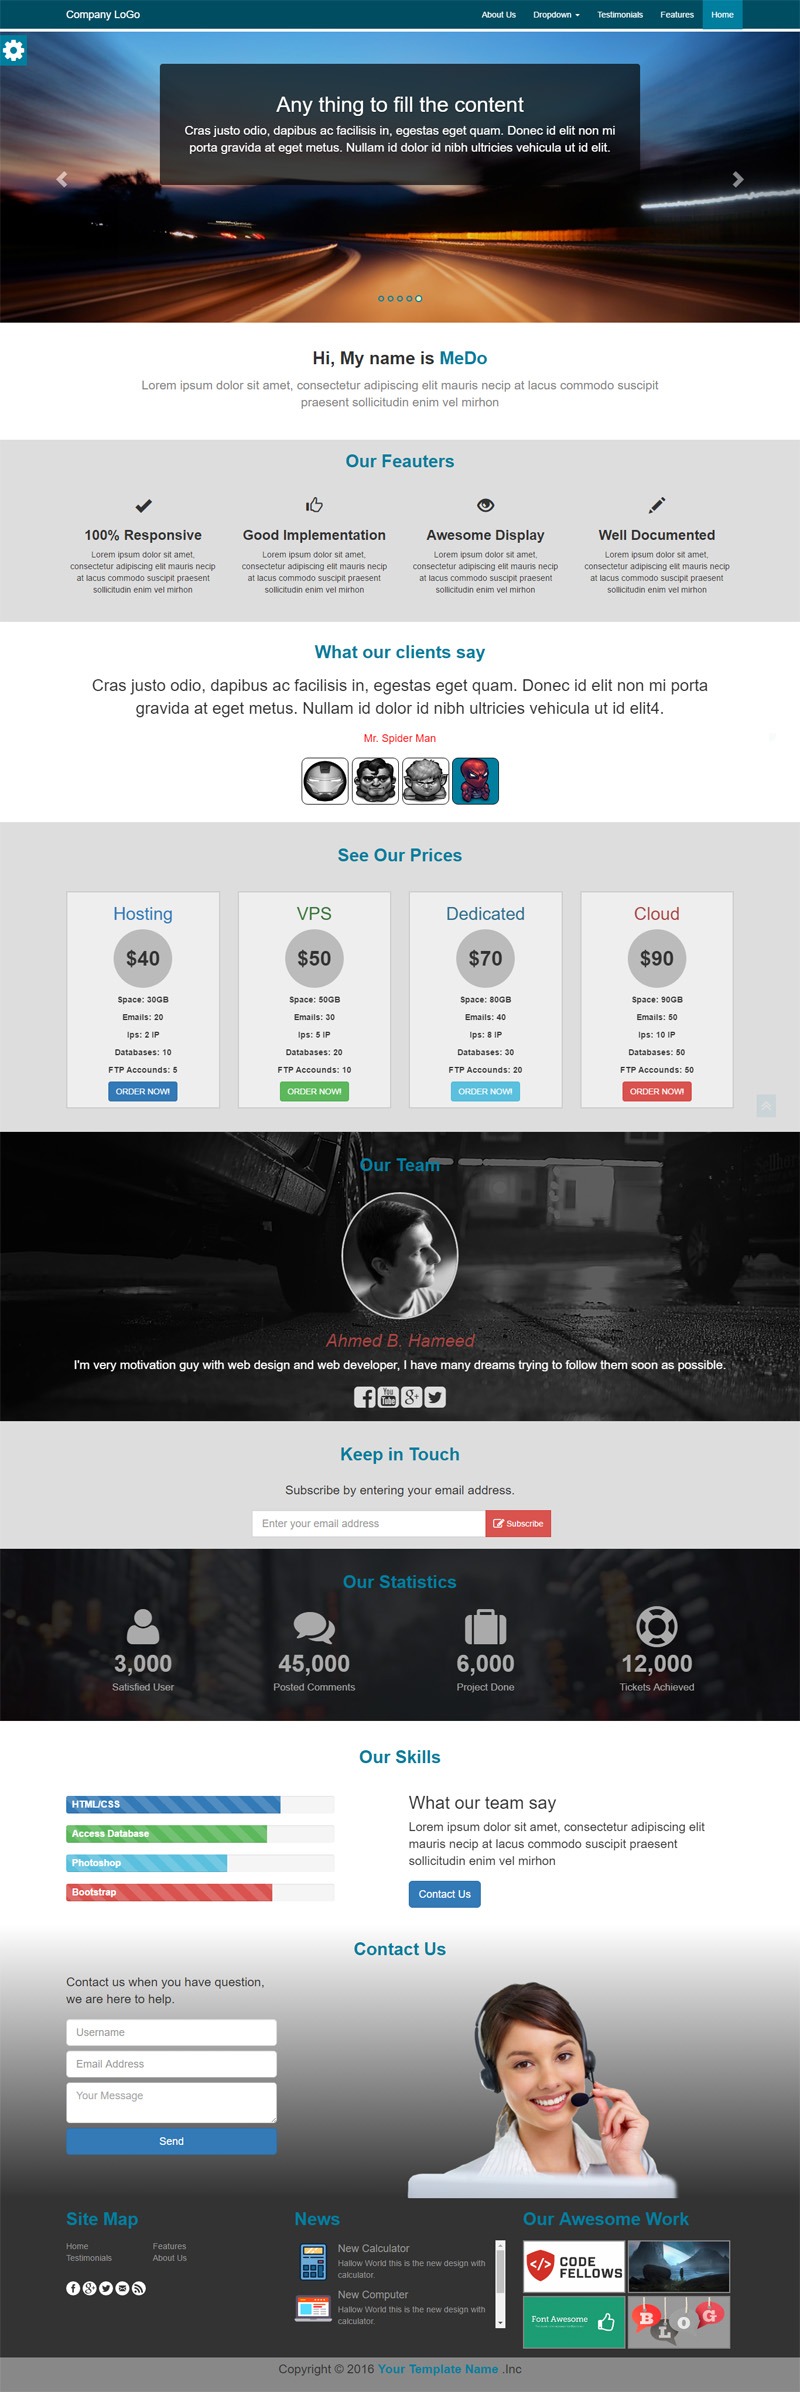 Company LoGo
About Us
Dropdown
Testimonials
Features
Home
Any thing to fill the content
Cras justo odio, dapibus ac facilisis in, egestas eget quam. Donec id elit non mi
porta gravida at eget metus. Nullam id dolor id nibh ultricies vehicula ut id elit.
Hi, My name is MeDo
Lorem ipsum dolor sit amet, consectetur adipiscing elit mauris necip at lacus commodo suscipit
praesent sollicitudin enim vel mirhon
Our Feauters
100% Responsive
Lorem ipsum dolor sit amet,
consectetur adipiscing elit mauris necip
at lacus commodo suscipit praesent
sollicitudin enim vel mirhon
Good Implementation
Lorem ipsum dolor sit amet,
consectetur adipiscing elit mauris necip
at lacus commodo suscipit praesent
sollicitudin enim vel mirhon
Awesome Display
Lorem ipsum dolor sit amet,
consectetur adipiscing elit mauris necip
at lacus commodo suscipit praesent
sollicitudin enim vel mirhon
Well Documented
Lorem ipsum dolor sit amet,
consectetur adipiscing elit mauris necip
at lacus commodo suscipit praesent
sollicitudin enim vel mirhon
What our clients say
Cras justo odio, dapibus ac facilisis in, egestas eget quam. Donec id elit non mi porta
gravida at eget metus. Nullam id dolor id nibh ultricies vehicula ut id elit4.
Mr. Spider Man
See Our Prices
Hosting
$40
Space: 30GB
Emails: 20
Ips: 2 IP
Databases: 10
FTP Accounds: 5
ORDER NOW!
VPS
$50
Space: 50GB
Emails: 30
Ips: 5 IP
Databases: 20
FTP Accounds: 10
ORDER NOW!
Dedicated
$70
Space: 80GB
Emails: 40
Ips: 8 IP
Databases: 30
FTP Accounds: 20
ORDER NOW!
Cloud
$90
Space: 90GB
Emails: 50
Ips: 10 IP
Databases: 50
FTP Accounds: 50
ORDER NOW!
Our Team
Ahmed B. Hameed
I'm very motivation guy with web design and web developer, I have many dreams trying to follow them soon as possible.
You
Tube
Keep in Touch
Subscribe by entering your email address.
Enter your email address
Subscribe
Our Statistics
3,000
Satisfied User
45,000
Posted Comments
6,000
Project Done
12,000
Tickets Achieved
Our Skills
HTML/CSS
Access Database
Photoshop
Bootstrap
What our team say
Lorem ipsum dolor sit amet, consectetur adipiscing elit
mauris necip at lacus commodo suscipit praesent
sollicitudin enim vel mirhon
Contact Us
Contact Us
Contact us when you have question,
we are here to help.
Username
Email Address
Your Message
Send
Site Map
Home
Features
Testimonials
About Us
News
New Calculator
Hallow World this is the new design with
calculator.
New Computer
Hallow World this is the new design with
calculator.
Our Awesome Work
CODE
FELLOWS
Font Awesome
BLOG
Copyright © 2016 Your Template Name .Inc